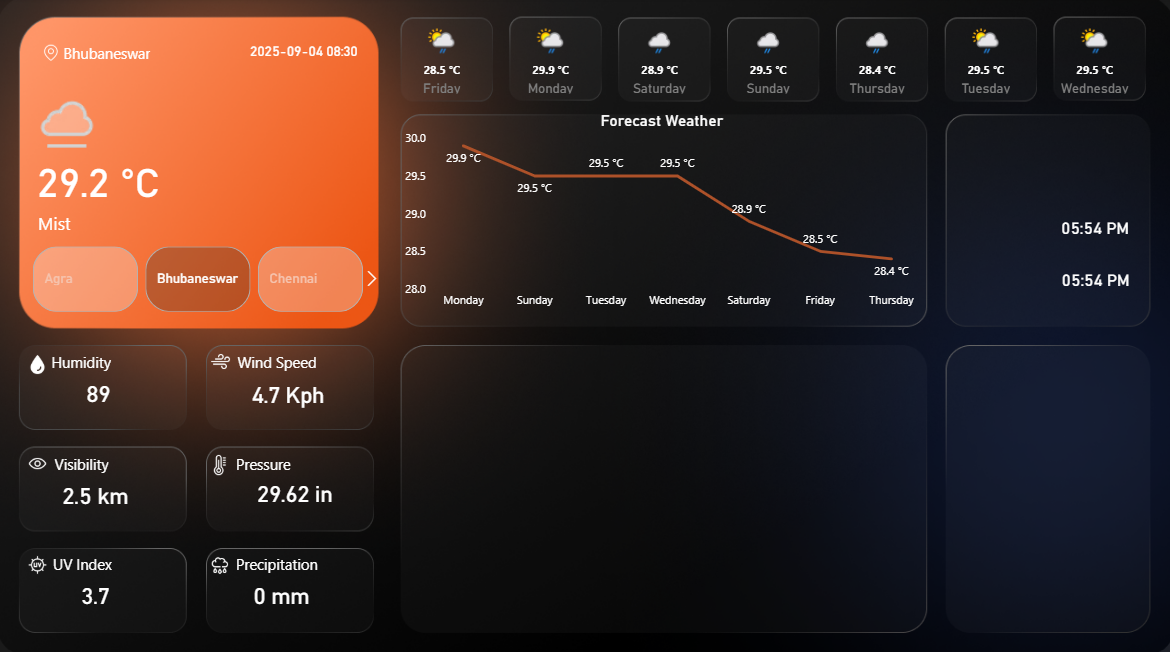 Bhubaneswar
2025-09-04 08:30
29.2 °C
Mist
Agra
Bhubaneswar
Chennai
28.5 °C
Friday
29.9 °C
Monday
28.9 °C
Saturday
29.5 °C
Sunday
28.4 °C
Thursday
29.5 °C
Tuesday
29.5 °C
Wednesday
Forecast Weather
30.0
29.5
29.0
28.5
28.0
29.9 °C
29.5 °C
29.5 °C
29.5 °C
28.9 °C
28.5 °C
28.4 °C
Monday
Sunday
Tuesday
Wednesday
Saturday
Friday
Thursday
05:54 PM
05:54 PM
Humidity
89
Wind Speed
4.7 Kph
Visibility
2.5 km
Pressure
29.62 in
UV Index
3.7
Precipitation
0 mm